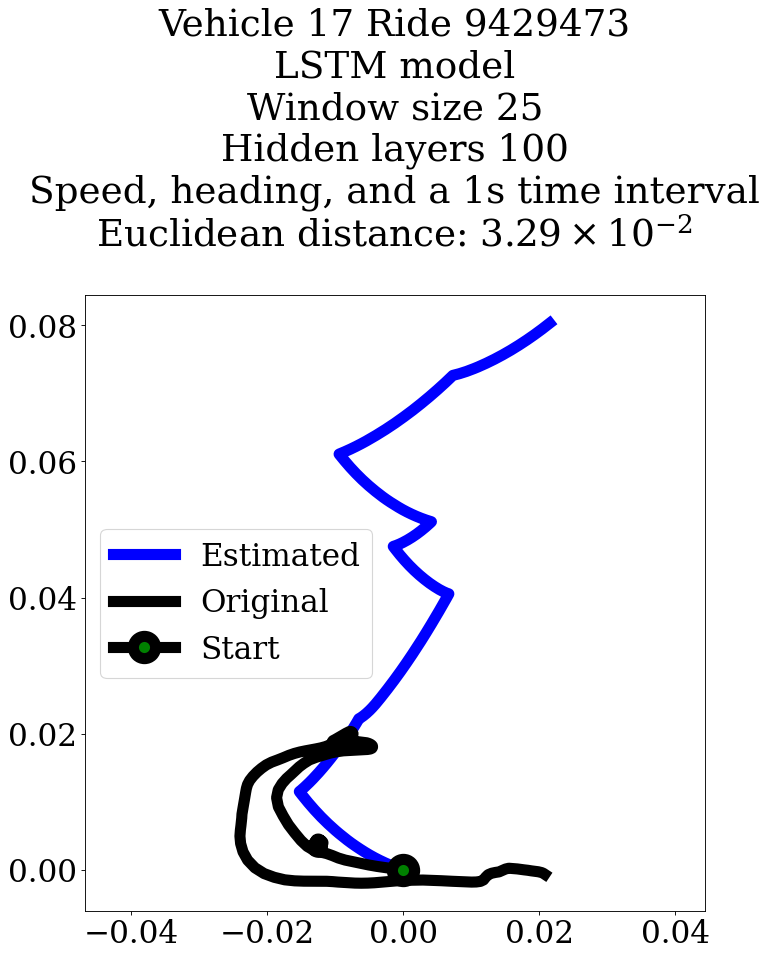 Vehicle 17 Ride 9429473
LSTM model
Window size 25
Hidden layers 100
Speed, heading, and a 1s time interval
Euclidean distance: 3.29 × 10⁻²
0.08
0.06
0.04
0.02
0.00
Estimated
Original
Start
−0.04 −0.02 0.00 0.02 0.04